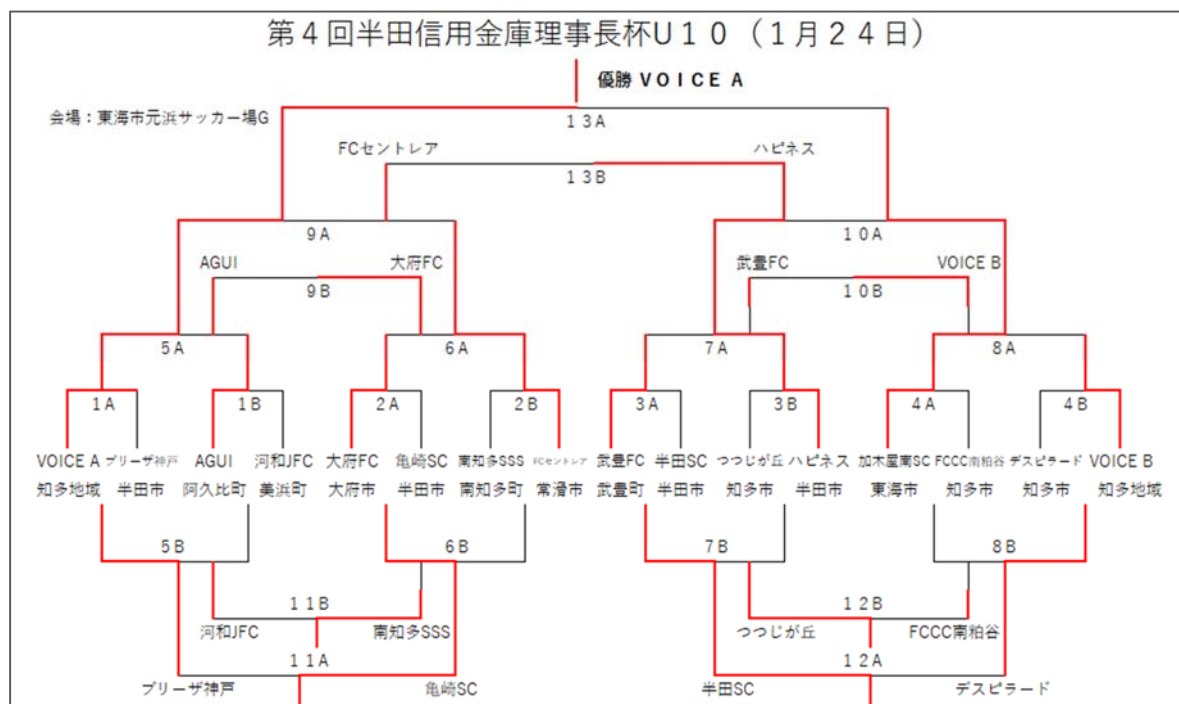 第４回半田信用金庫理事長杯U１０（１月２４日）
優勝 ＶＯＩＣＥ Ａ
会場：東海市元浜サッカー場G
１３A
FCセントレア ハピネス
１３B
９A １０A
AGUI 大府FC 武豊FC VOICE B
９B １０B
５A ６A ７A ８A
１A １B ２A ２B ３A ３B ４A ４B
VOICE A ブリーザ神戸 AGUI 河和JFC 大府FC 亀崎SC 南知多SSS FCセントレア 武豊FC 半田SC つつじが丘 ハピネス 加木屋南SC FCCC南粕谷 デスピラード VOICE B
知多地域 半田市 阿久比町 美浜町 大府市 半田市 南知多町 常滑市 武豊町 半田市 知多市 半田市 東海市 知多市 知多市 知多地域
５B ６B ７B ８B
１１B １２B
河和JFC 南知多SSS つつじが丘 FCCC南粕谷
１１A １２A
ブリーザ神戸 亀崎SC 半田SC デスピラード